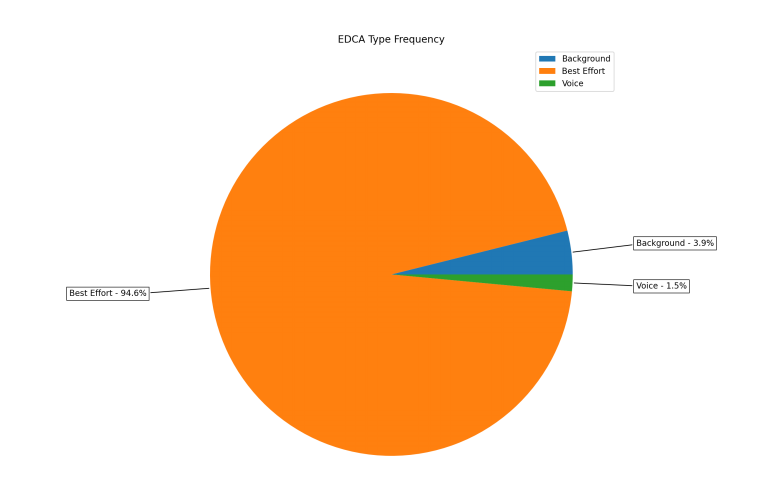 EDCA Type Frequency
Background
Best Effort
Voice
Background - 3.9%
Voice - 1.5%
Best Effort - 94.6%